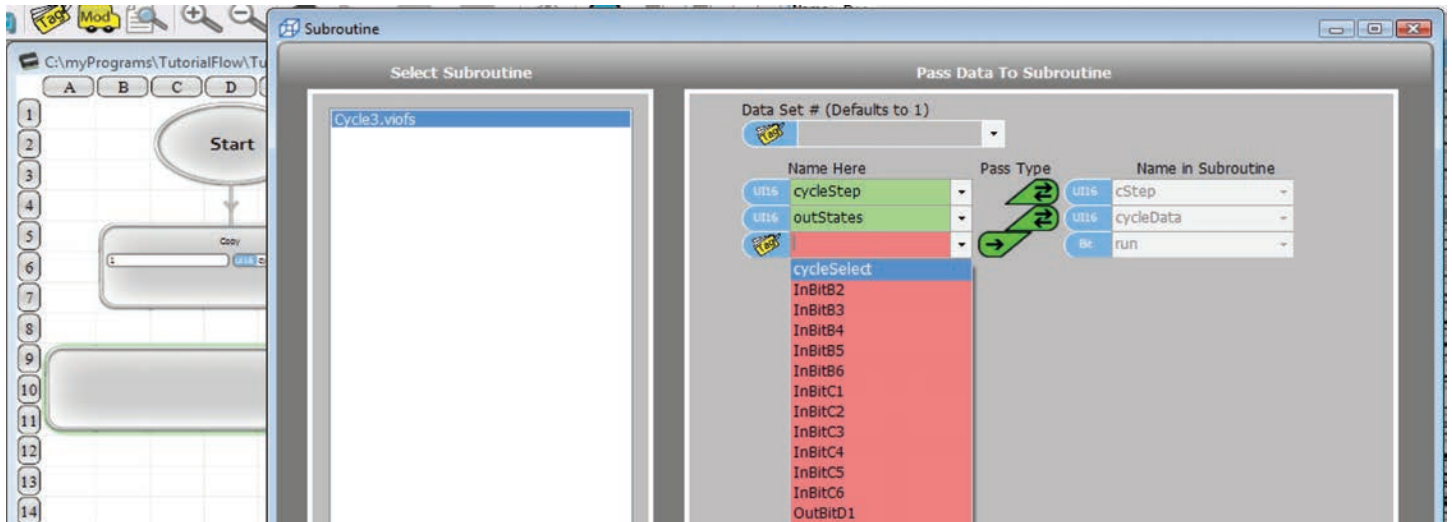 Tag
Mod
Subroutine
C:\myPrograms\TutorialFlow\Tu
A B C D
1
2
3
4
5
6
7
8
9
10
11
12
13
14
Start
Copy
1
UI16
Select Subroutine
Cycle3.viofs
Pass Data To Subroutine
Data Set # (Defaults to 1)
Tag
Name Here Pass Type Name in Subroutine
UI16 cycleStep UI16 cStep
UI16 outStates UI16 cycleData
Tag Bit run
cycleSelect
InBitB2
InBitB3
InBitB4
InBitB5
InBitB6
InBitC1
InBitC2
InBitC3
InBitC4
InBitC5
InBitC6
OutBitD1